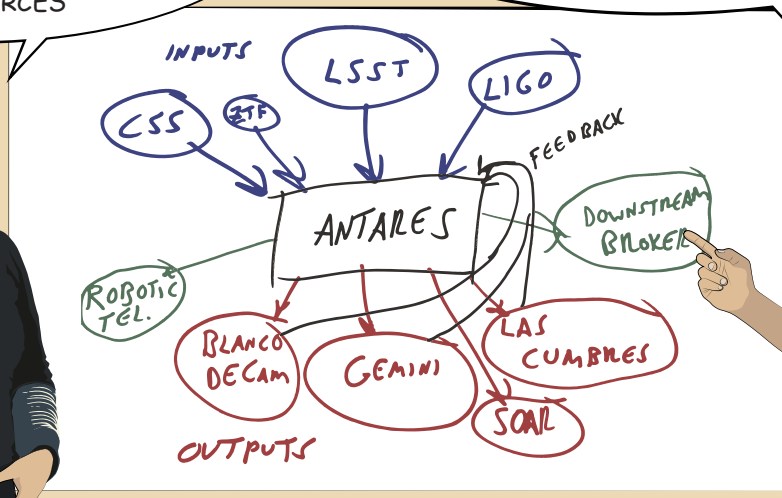 RCES
INPUTS
LSST
LIGO
CSS
ZTF
FEEDBACK
ANTARES
DOWNSTREAM
BROKER
ROBOTIC
TEL.
BLANCO
DECAM
GEMINI
LAS
CUMBRES
SOAR
OUTPUTS